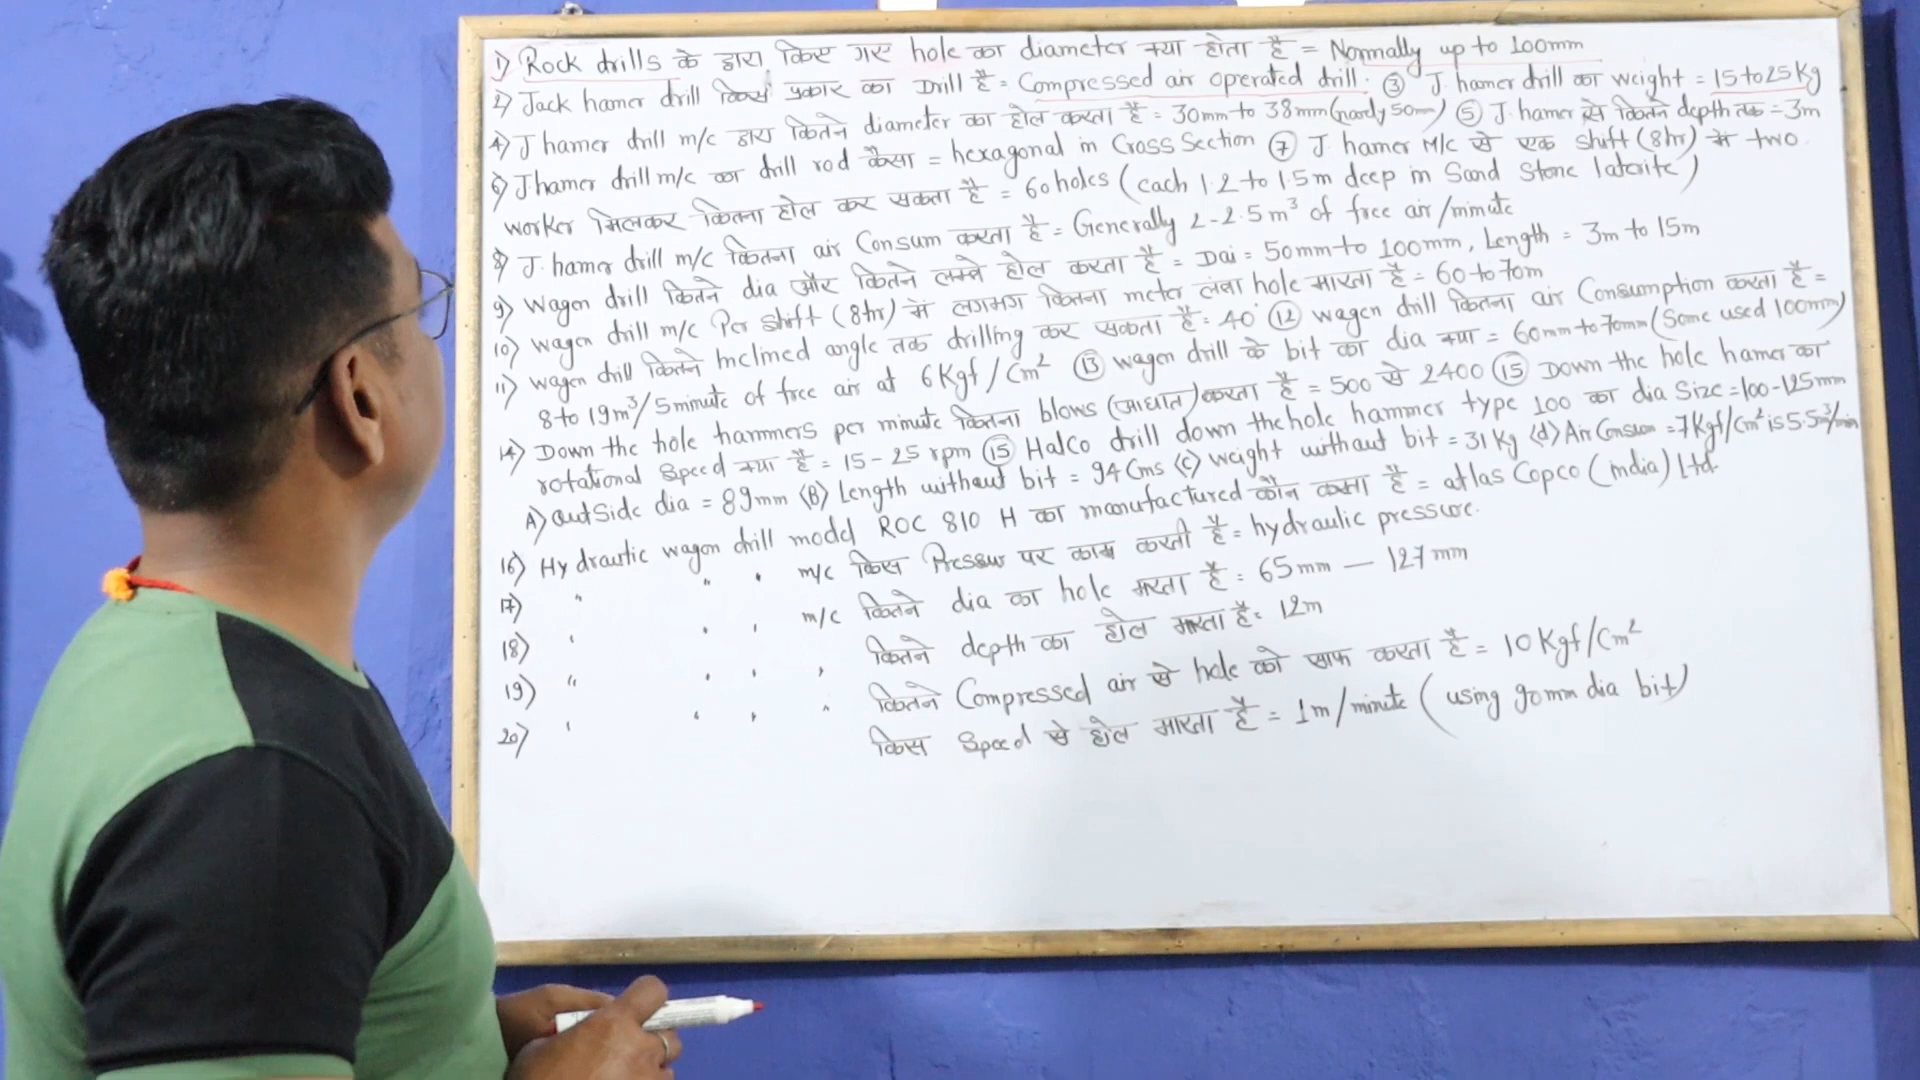 1) Rock drills के द्वारा किए गए hole का diameter क्या होता है = Normally up to 100mm
2) Jack hamer drill किस प्रकार का Drill है = Compressed air operated drill. ③ J. hamer drill का weight = 15 to 25 Kg
4) J hamer drill m/c द्वारा कितने diameter का होल करता है = 30mm to 38mm (rarely 50mm) ⑤ J. hamer से कितने depth तक = 3m
6) J. hamer drill m/c का drill rod कैसा = hexagonal in Cross Section ⑦ J. hamer M/c से एक shift (8hr) में two
worker मिलकर कितना होल कर सकता है = 60 holes (each 1.2 to 1.5m deep in Sand Stone laterite)
8) J. hamer drill m/c कितना air Consum करता है = Generally 2-2.5 m³ of free air/minute
9) wagon drill कितने dia और कितने लम्बे होल करता है = Dai = 50mm to 100mm, Length = 3m to 15m
10) wagon drill m/c Per shift (8hr) में लगभग कितना meter लंबा hole मारता है = 60 to 70m
11) wagon drill कितने Inclined angle तक drilling कर सकता है = 40° ⑫ wagon drill कितना air Consumption करता है =
8 to 19m³/5 minute of free air at 6 Kgf/Cm² ⑬ wagon drill के bit का dia क्या = 60mm to 70mm (Some used 100mm)
14) Down the hole hammers per minute कितना blows (आघात) करता है = 500 से 2400 ⑮ Down the hole hamer का
rotational Speed क्या है = 15-25 rpm ⑮ Halco drill down the hole hammer type 100 का dia Size = 100-125mm
A) out Side dia = 89mm (B) Length without bit = 94 Cms (C) weight without bit = 31 Kg (d) Air = 7 Kgf/Cm² is 5.5m³/min
16) Hydraulic wagon drill model ROC 810 H का manufactured कौन करता है = atlas Copco (india) Ltd.
17) " " " m/c किस Pressur पर काम करती है = hydraulic pressure.
18) " " " m/c कितने dia का hole मरता है = 65mm — 127mm
19) " " " " कितने depth का होल मारता है = 12m
20) " " " " कितने Compressed air से hole को साफ करता है = 10 Kgf/Cm²
किस Speed से होल मारता है = 1m/minute (using 90mm dia bit)